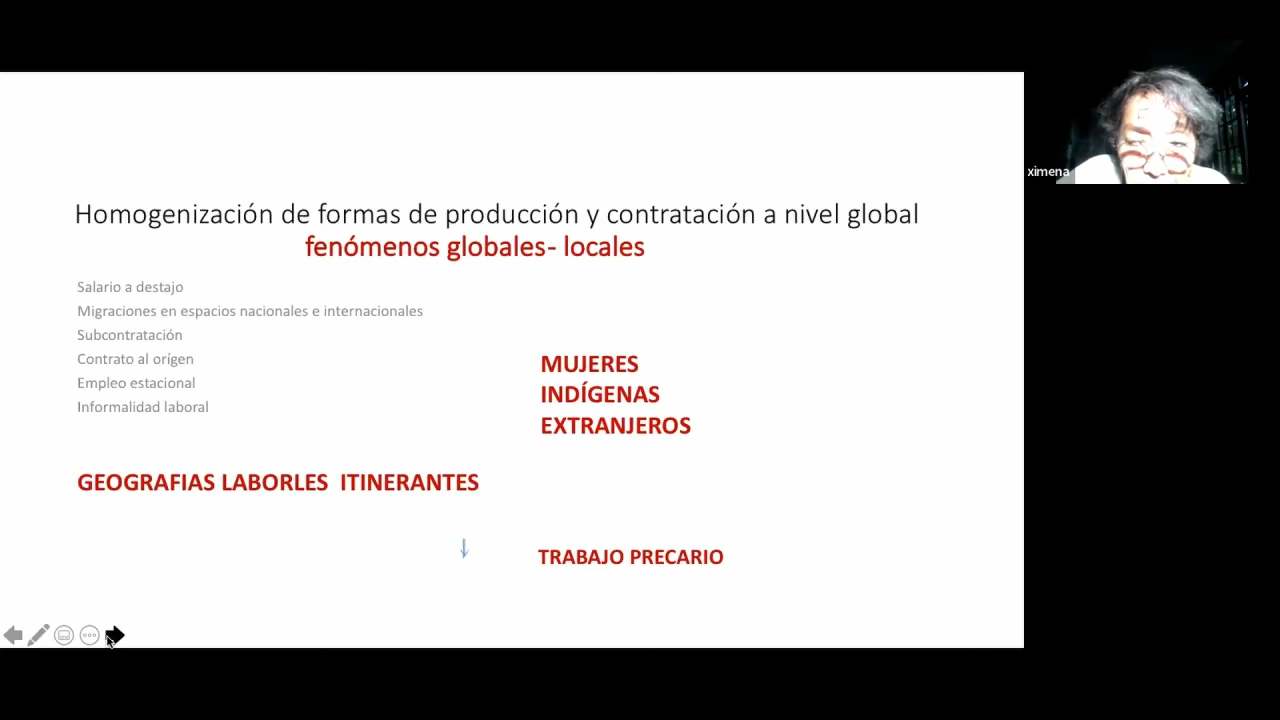 Homogenización de formas de producción y contratación a nivel global
fenómenos globales- locales
Salario a destajo
Migraciones en espacios nacionales e internacionales
Subcontratación
Contrato al orígen
Empleo estacional
Informalidad laboral
MUJERES
INDÍGENAS
EXTRANJEROS
GEOGRAFIAS LABORLES ITINERANTES
TRABAJO PRECARIO
ximena